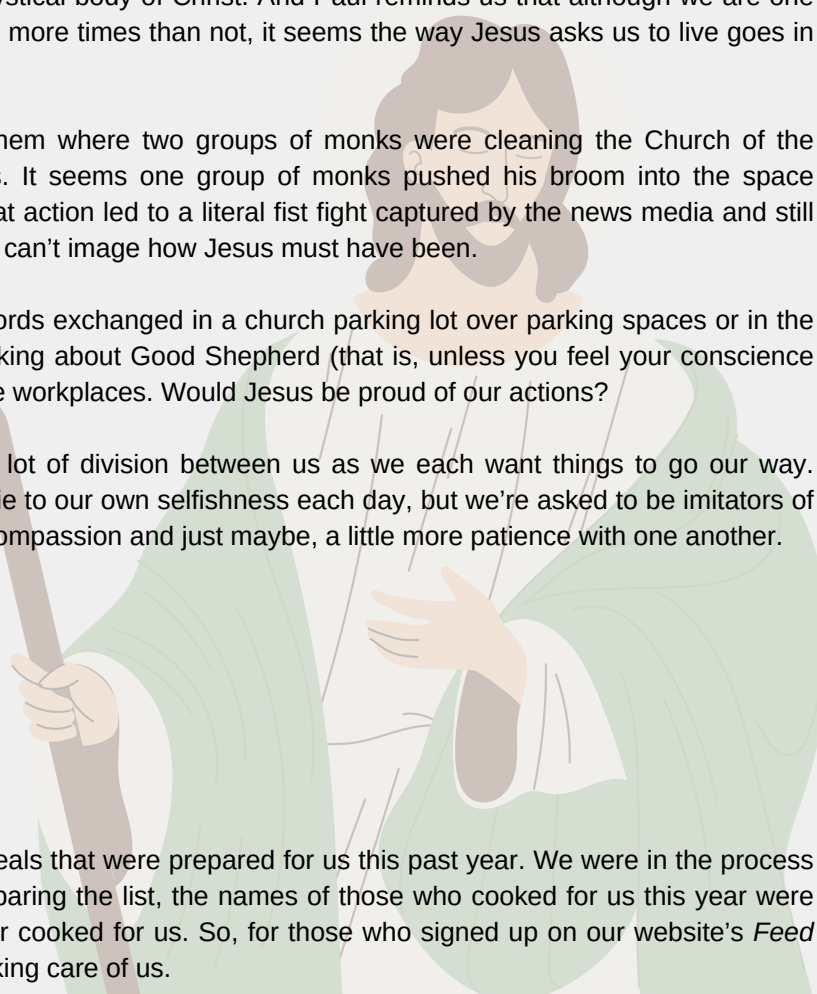 mystical body of Christ. And Paul reminds us that although we are one
more times than not, it seems the way Jesus asks us to live goes in
where two groups of monks were cleaning the Church of the
It seems one group of monks pushed his broom into the space
action led to a literal fist fight captured by the news media and still
can’t image how Jesus must have been.
exchanged in a church parking lot over parking spaces or in the
about Good Shepherd (that is, unless you feel your conscience
workplaces. Would Jesus be proud of our actions?
lot of division between us as we each want things to go our way.
to our own selfishness each day, but we’re asked to be imitators of
compassion and just maybe, a little more patience with one another.
that were prepared for us this past year. We were in the process
the list, the names of those who cooked for us this year were
cooked for us. So, for those who signed up on our website’s Feed
care of us.